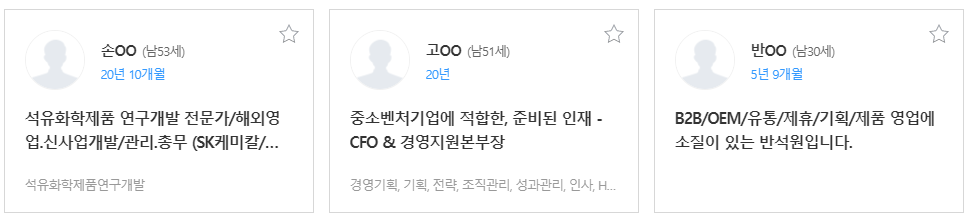 손OO (남53세)
20년 10개월
석유화학제품 연구개발 전문가/해외영
업.신사업개발/관리.총무 (SK케미칼/...
석유화학제품연구개발
고OO (남51세)
20년
중소벤처기업에 적합한, 준비된 인재 -
CFO & 경영지원본부장
경영기획, 기획, 전략, 조직관리, 성과관리, 인사, H...
반OO (남30세)
5년 9개월
B2B/OEM/유통/제휴/기획/제품 영업에
소질이 있는 반석원입니다.